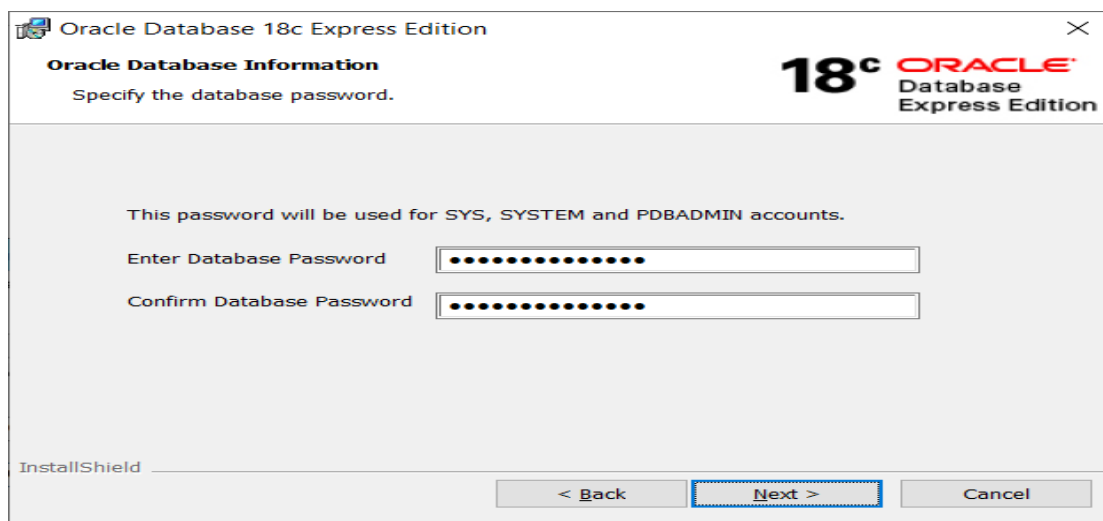 Oracle Database 18c Express Edition
Oracle Database Information
Specify the database password.
18c ORACLE
Database
Express Edition
This password will be used for SYS, SYSTEM and PDBADMIN accounts.
Enter Database Password ●●●●●●●●●●●●●●
Confirm Database Password ●●●●●●●●●●●●●●
InstallShield
< Back Next > Cancel